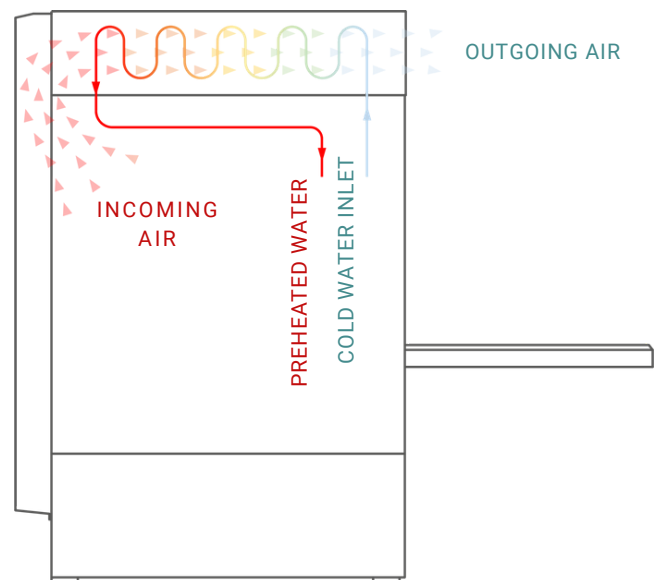 OUTGOING AIR
INCOMING
AIR
PREHEATED WATER
COLD WATER INLET